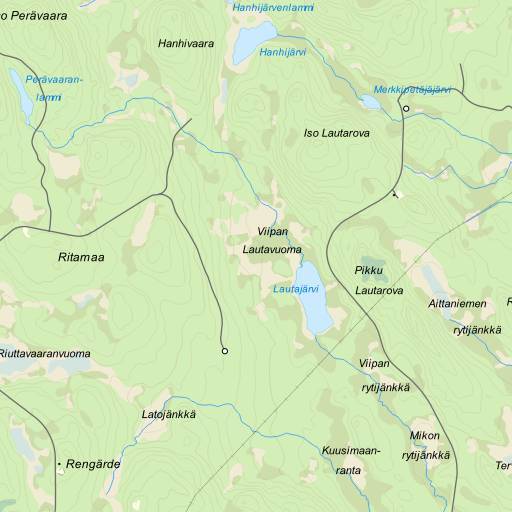 Hanhijärvenlammi
o Perävaara
Hanhivaara
Hanhijärvi
Perävaaran-
lammi
Merkkipetäjäjärvi
Iso Lautarova
Viipan
Lautavuoma
Ritamaa
Pikku
Lautarova
Lautajärvi
Aittaniemen
rytijänkkä
R
Riuttavaaranvuoma
Viipan
rytijänkkä
Latojänkkä
Mikon
rytijänkkä
Kuusimaan-
ranta
Rengärde
Ter